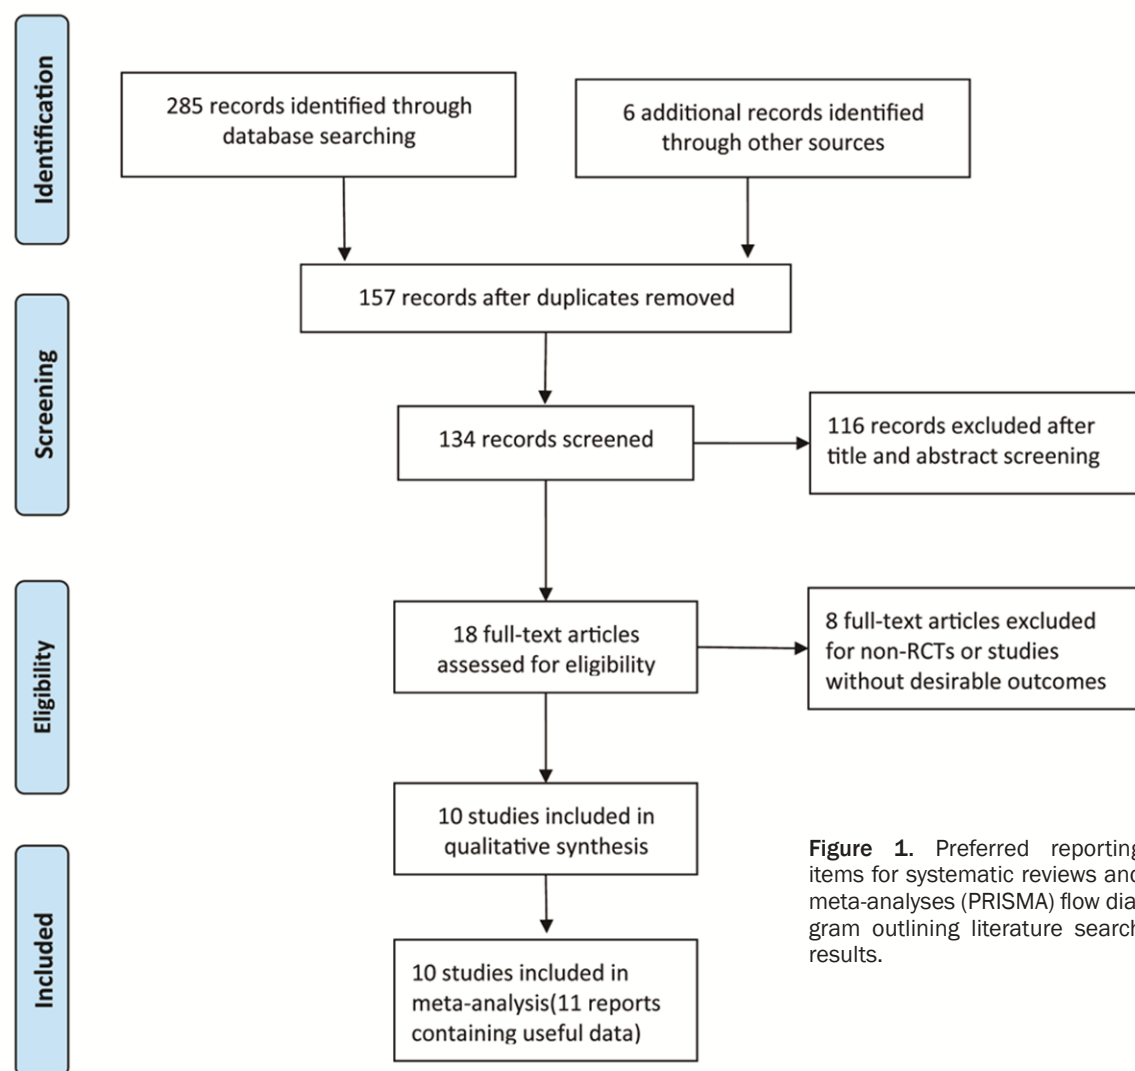 Identification
285 records identified through
database searching
6 additional records identified
through other sources
157 records after duplicates removed
Screening
134 records screened
116 records excluded after
title and abstract screening
Eligibility
18 full-text articles
assessed for eligibility
8 full-text articles excluded
for non-RCTs or studies
without desirable outcomes
10 studies included in
qualitative synthesis
Included
10 studies included in
meta-analysis(11 reports
containing useful data)
Figure 1. Preferred reporting
items for systematic reviews and
meta-analyses (PRISMA) flow dia-
gram outlining literature search
results.